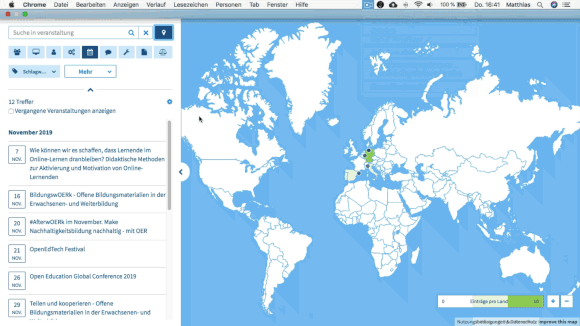 Chrome Datei Bearbeiten Anzeigen Verlauf Lesezeichen Personen Tab Fenster Hilfe 100 % Do. 16:41 Matthias
Suche in veranstaltung
Schlagw...
Mehr
12 Treffer
Vergangene Veranstaltungen anzeigen
November 2019
7 NOV.
Wie können wir es schaffen, dass Lernende im
Online-Lernen dranbleiben? Didaktische Methoden
zur Aktivierung und Motivation von Online-
Lernenden
16 NOV.
BildungswOERk - Offene Bildungsmaterialien in der
Erwachsenen- und Weiterbildung
20 NOV.
#AfterwOERk im November. Make
Nachhaltigkeitsbildung nachhaltig - mit OER
21 NOV.
OpenEdTech Festival
26 NOV.
Open Education Global Conference 2019
29 NOV.
Teilen und kooperieren - Offene
Bildungsmaterialien in der Erwachsenen- und
0 Einträge pro Land
Improve this map